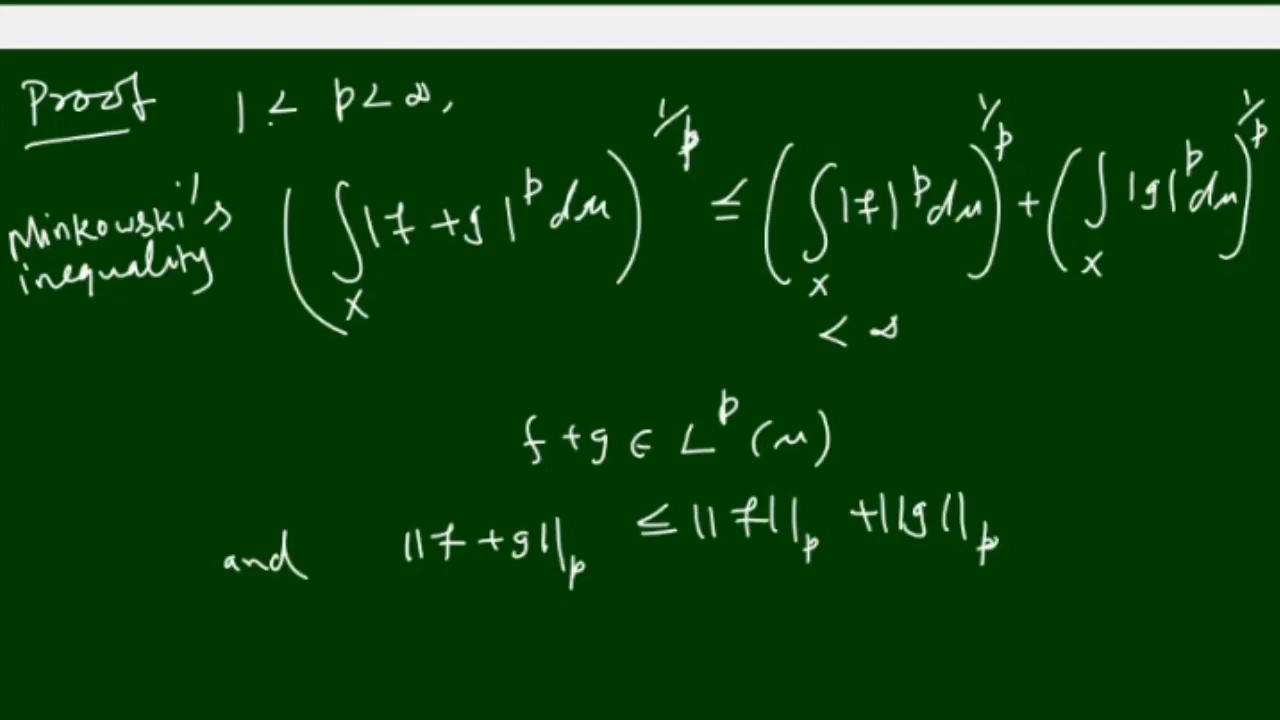 Proof 1 < p < ∞,
Minkowski's inequality (∫_X |f + g|^p dμ)^{1/p} ≤ (∫_X |f|^p dμ)^{1/p} + (∫_X |g|^p dμ)^{1/p}
< ∞
f + g ∈ L^p (μ)
and ||f + g||_p ≤ ||f||_p + ||g||_p